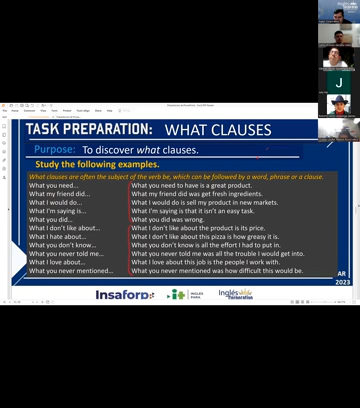 TASK PREPARATION: WHAT CLAUSES
Purpose: To discover what clauses.
Study the following examples.
What clauses are often the subject of the verb be, which can be followed by a word, phrase or a clause.
What you need... What you need to have is a great product.
What my friend did... What my friend did was get fresh ingredients.
What I would do... What I would do is sell my product in new markets.
What I'm saying is... What I'm saying is that it isn't an easy task.
What you did... What you did was wrong.
What I don't like about... What I don't like about the product is its price.
What I hate about... What I don't like about this pizza is how greasy it is.
What you don't know... What you don't know is all the effort I had to put in.
What you never told me... What you never told me was all the trouble I would get into.
What I love about... What I love about this job is the people I work with.
What you never mentioned... What you never mentioned was how difficult this would be.
AR
2023
Insaforp
INGLÉS
PARA
inglés
J